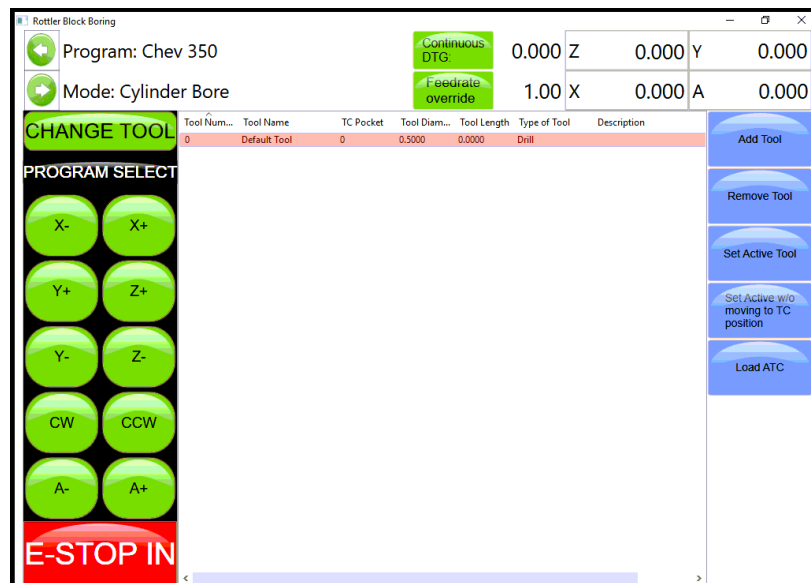 Rottler Block Boring
Program: Chev 350
Continuous
DTG:
0.000 Z 0.000 Y 0.000
Mode: Cylinder Bore
Feedrate
override
1.00 X 0.000 A 0.000
CHANGE TOOL
Tool Num... Tool Name TC Pocket Tool Diam... Tool Length Type of Tool Description
0 Default Tool 0 0.5000 0.0000 Drill
Add Tool
PROGRAM SELECT
Remove Tool
X- X+
Set Active Tool
Y+ Z+
Set Active w/o
moving to TC
position
Y- Z-
Load ATC
CW CCW
A- A+
E-STOP IN